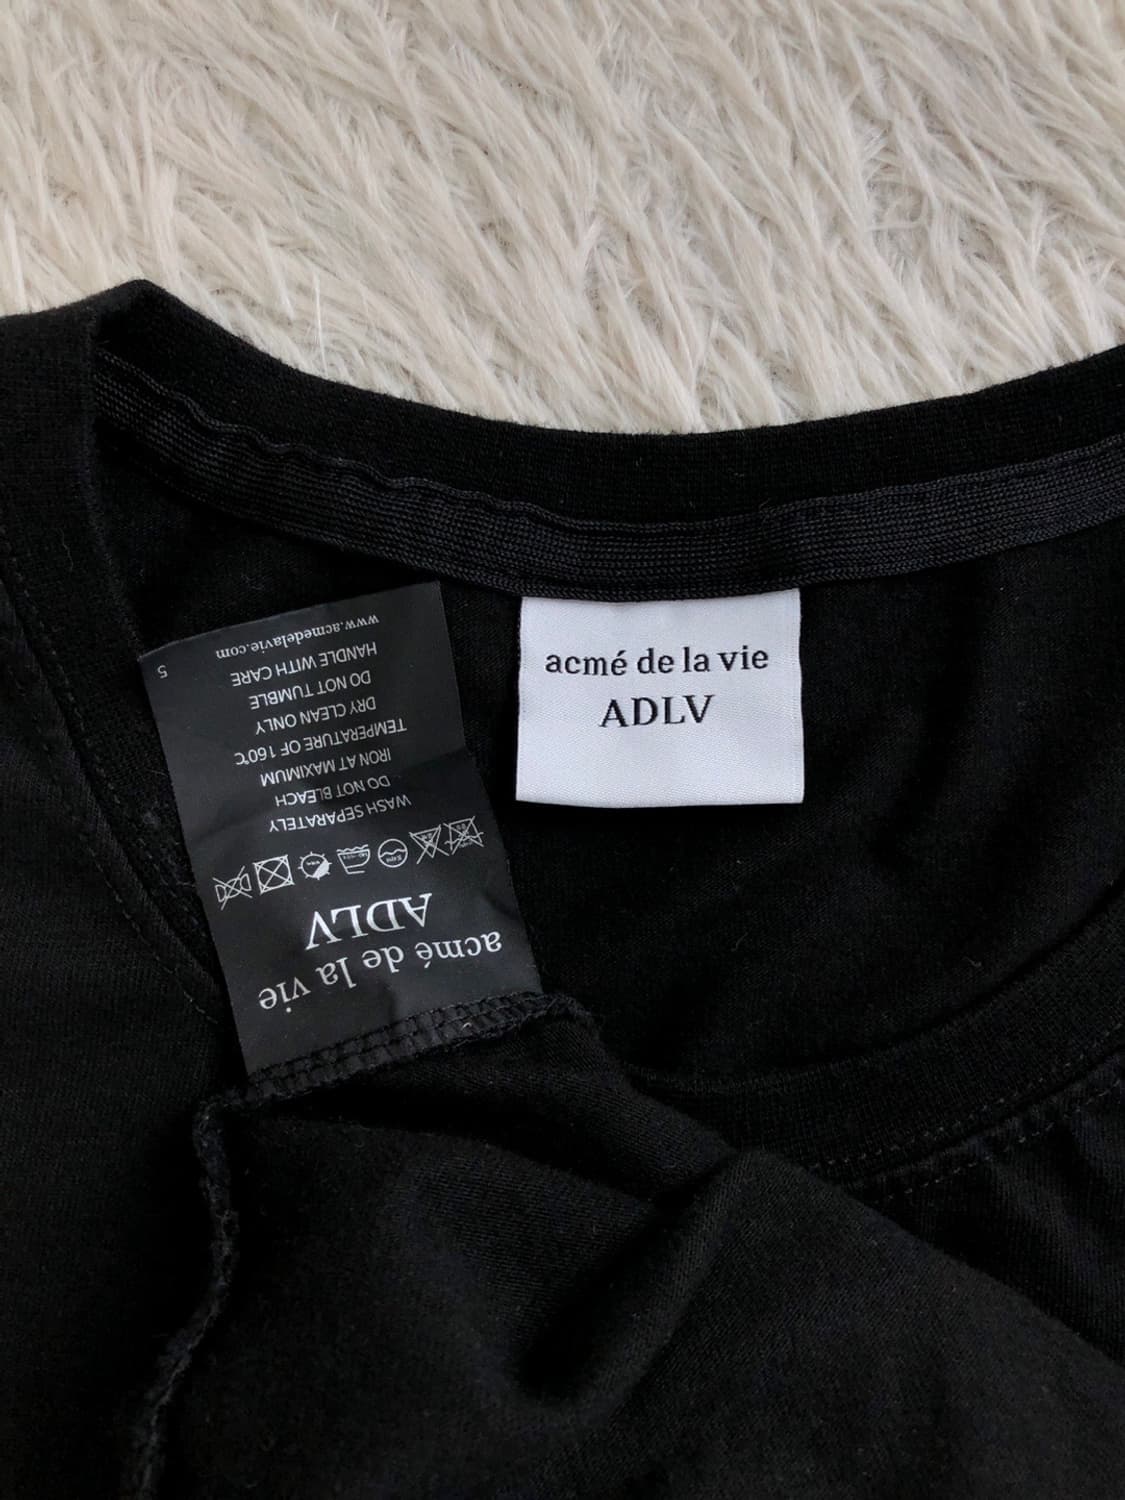 acmé de la vie
ADLV
acmé de la vie
ADLV
WASH SEPARATELY
DO NOT BLEACH
IRON AT MAXIMUM
TEMPERATURE OF 160℃
DRY CLEAN ONLY
DO NOT TUMBLE
HANDLE WITH CARE
www.acmedelavie.com
5